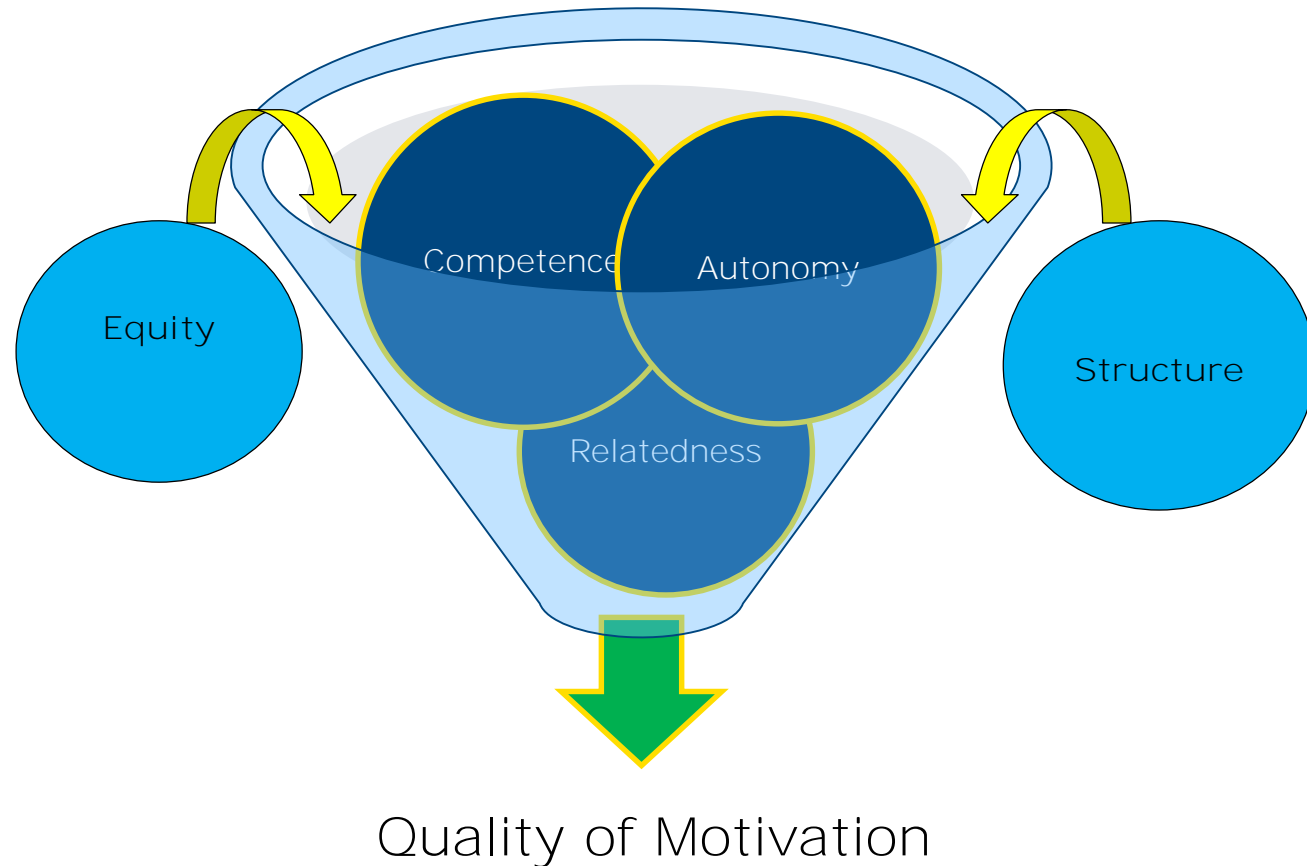 Competence
Autonomy
Equity
Structure
Relatedness
Quality of Motivation